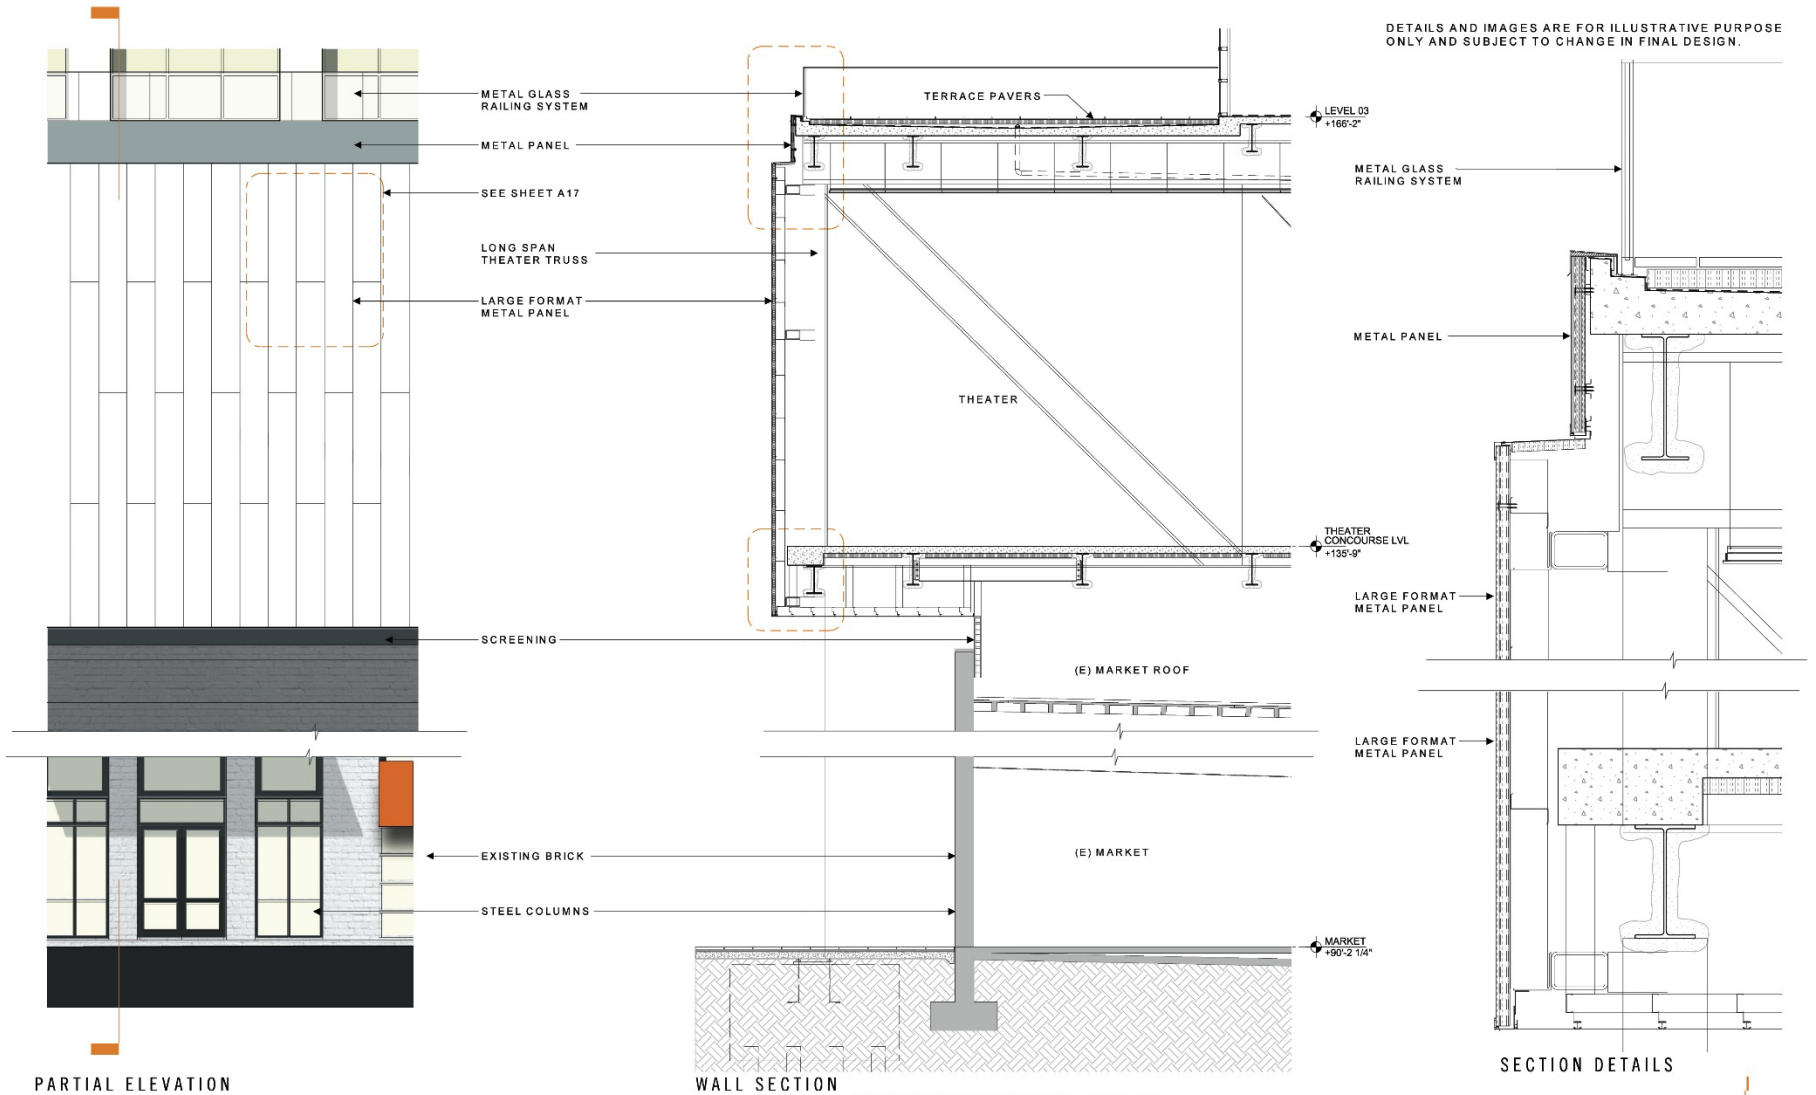 DETAILS AND IMAGES ARE FOR ILLUSTRATIVE PURPOSE
ONLY AND SUBJECT TO CHANGE IN FINAL DESIGN.
METAL GLASS
RAILING SYSTEM
METAL PANEL
SEE SHEET A17
LONG SPAN
THEATER TRUSS
LARGE FORMAT
METAL PANEL
SCREENING
EXISTING BRICK
STEEL COLUMNS
PARTIAL ELEVATION
TERRACE PAVERS
THEATER
(E) MARKET ROOF
(E) MARKET
LEVEL 03
+166'-2"
THEATER
CONCOURSE LVL
+135'-9"
MARKET
+90'-2 1/4"
WALL SECTION
METAL GLASS
RAILING SYSTEM
METAL PANEL
LARGE FORMAT
METAL PANEL
LARGE FORMAT
METAL PANEL
SECTION DETAILS